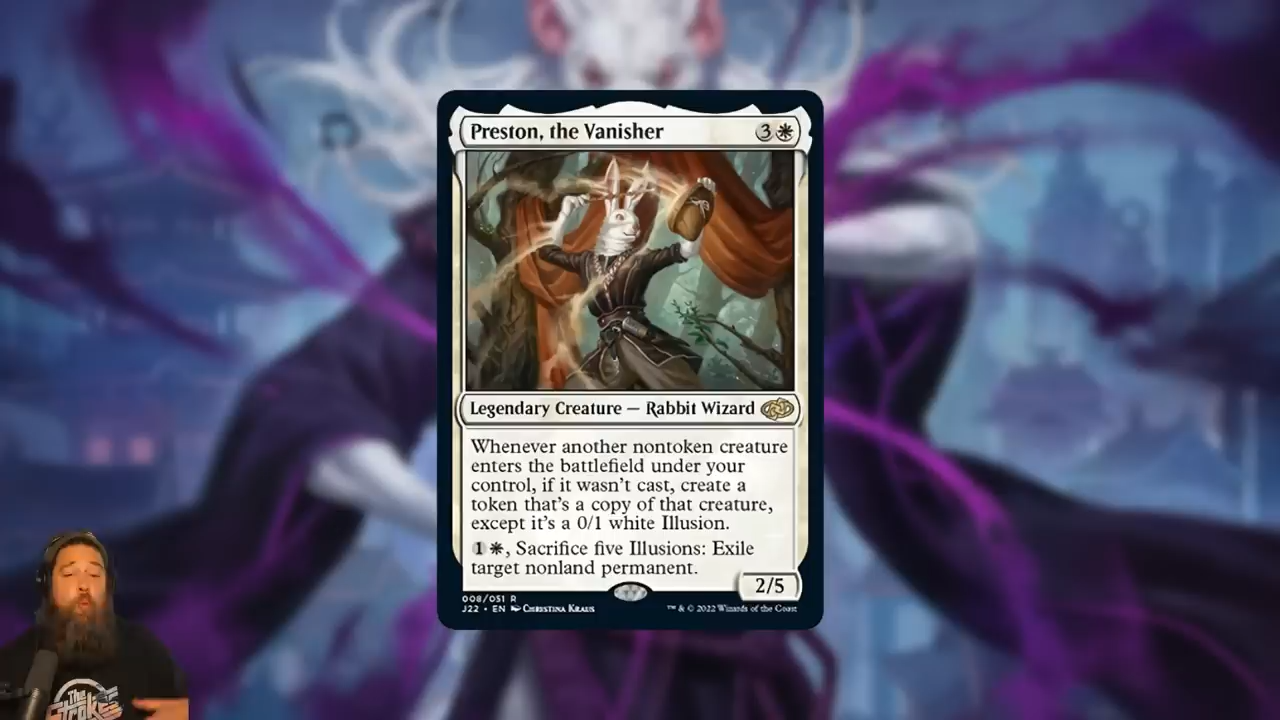 Preston, the Vanisher 3
Legendary Creature — Rabbit Wizard
Whenever another nontoken creature
enters the battlefield under your
control, if it wasn't cast, create a
token that's a copy of that creature,
except it's a 0/1 white Illusion.
1, Sacrifice five Illusions: Exile
target nonland permanent.
2/5
008/051 R
J22 • EN Christina Kraus
™ & © 2022 Wizards of the Coast
The
Strokes